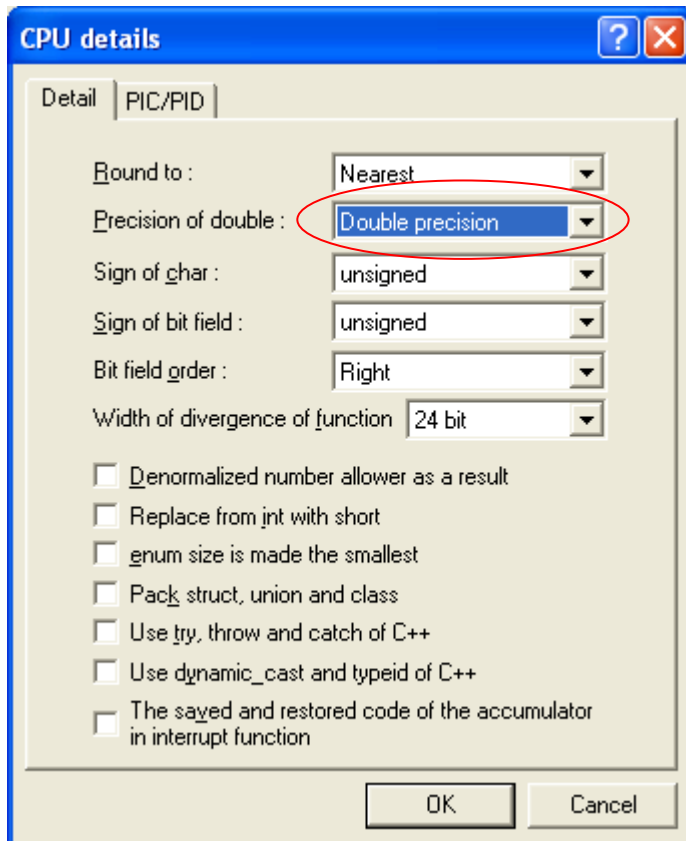 CPU details
Detail PIC/PID
Round to : Nearest
Precision of double : Double precision
Sign of char : unsigned
Sign of bit field : unsigned
Bit field order : Right
Width of divergence of function 24 bit
Denormalized number allower as a result
Replace from int with short
enum size is made the smallest
Pack struct, union and class
Use try, throw and catch of C++
Use dynamic_cast and typeid of C++
The saved and restored code of the accumulator
in interrupt function
OK Cancel